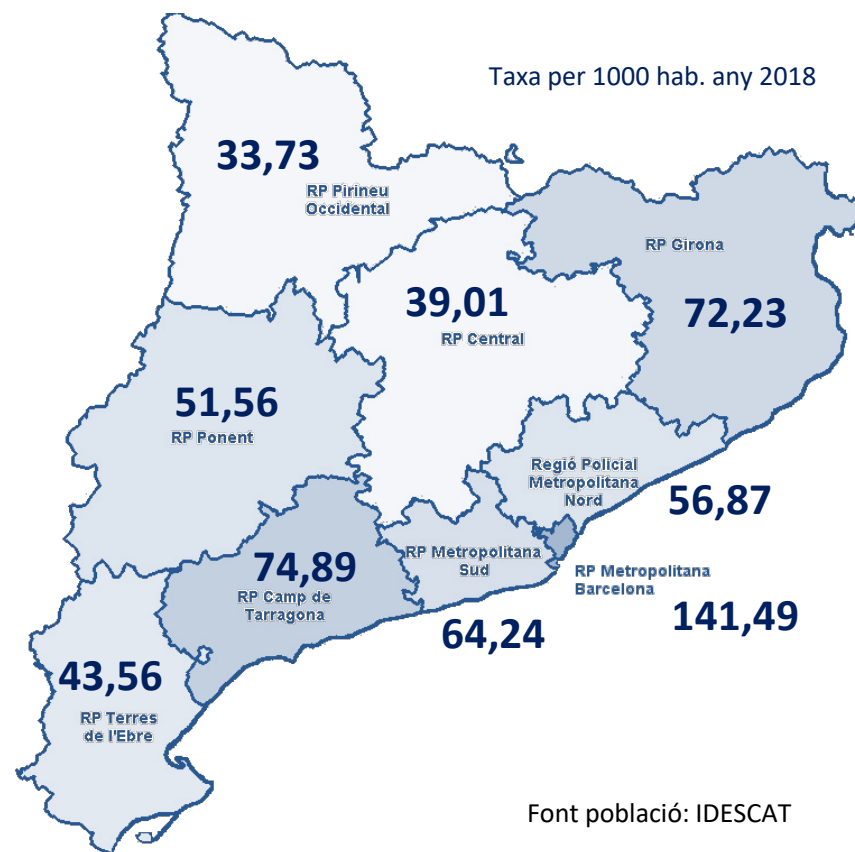 Taxa per 1000 hab. any 2018
33,73
RP Pirineu
Occidental
RP Girona
72,23
39,01
RP Central
51,56
RP Ponent
Regió Policial
Metropolitana
Nord
56,87
RP Metropolitana
Sud
64,24
RP Metropolitana
Barcelona
141,49
74,89
RP Camp de
Tarragona
43,56
RP Terres
de l'Ebre
Font població: IDESCAT